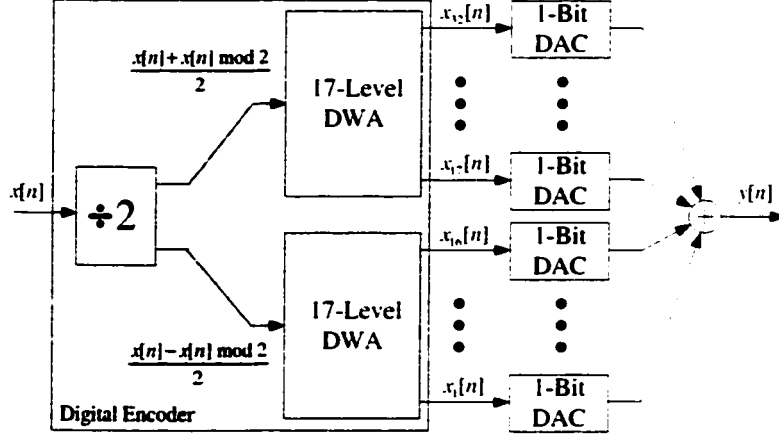 x₃₂[n]
1-Bit
DAC
x[n] + x[n] mod 2
2
17-Level
DWA
x[n]
÷2
x₁₇[n]
1-Bit
DAC
y[n]
x₁₆[n]
1-Bit
DAC
17-Level
DWA
x[n] − x[n] mod 2
2
x₁[n]
1-Bit
DAC
Digital Encoder